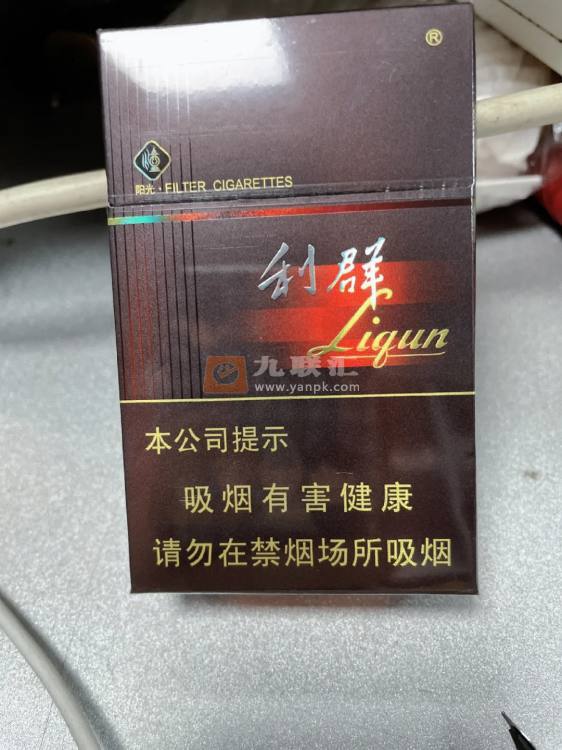 ®
阳光·FILTER CIGARETTES
利群
Liqun
九联汇
www.yanpk.com
本公司提示
吸烟有害健康
请勿在禁烟场所吸烟